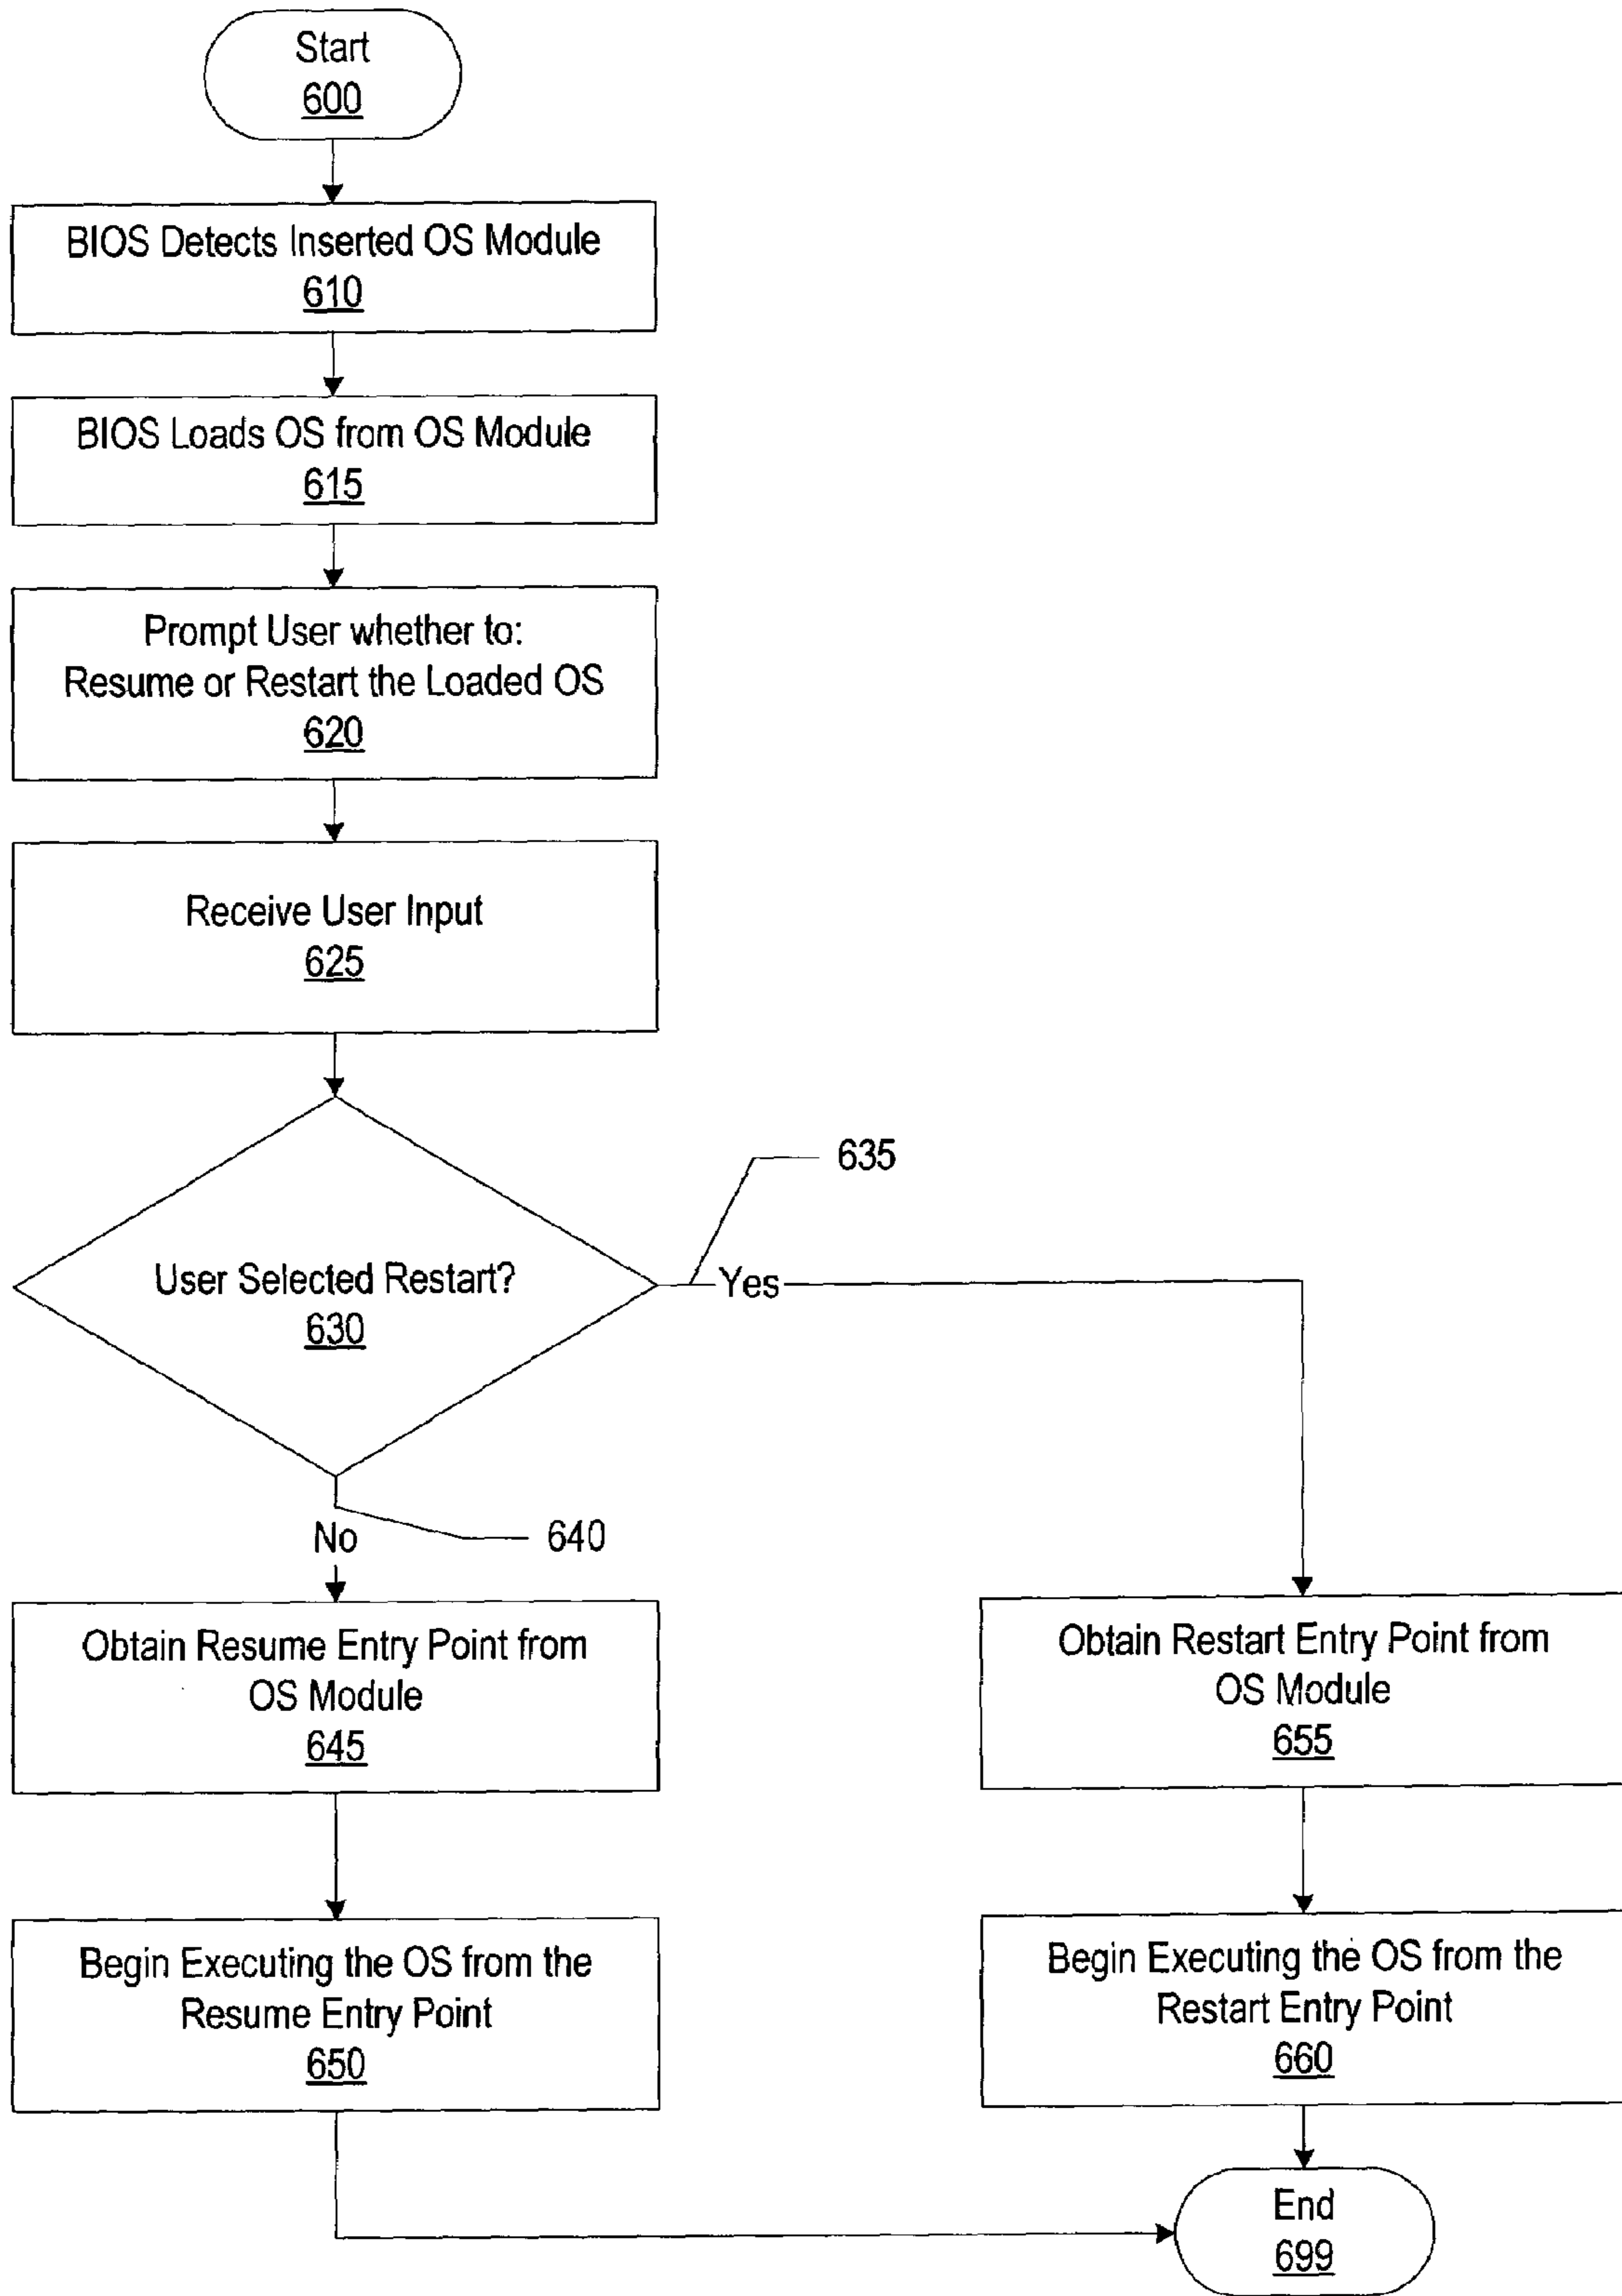 Start
600
BIOS Detects Inserted OS Module
610
BIOS Loads OS from OS Module
615
Prompt User whether to:
Resume or Restart the Loaded OS
620
Receive User Input
625
User Selected Restart?
630
635
Yes
No
640
Obtain Resume Entry Point from
OS Module
645
Obtain Restart Entry Point from
OS Module
655
Begin Executing the OS from the
Resume Entry Point
650
Begin Executing the OS from the
Restart Entry Point
660
End
699